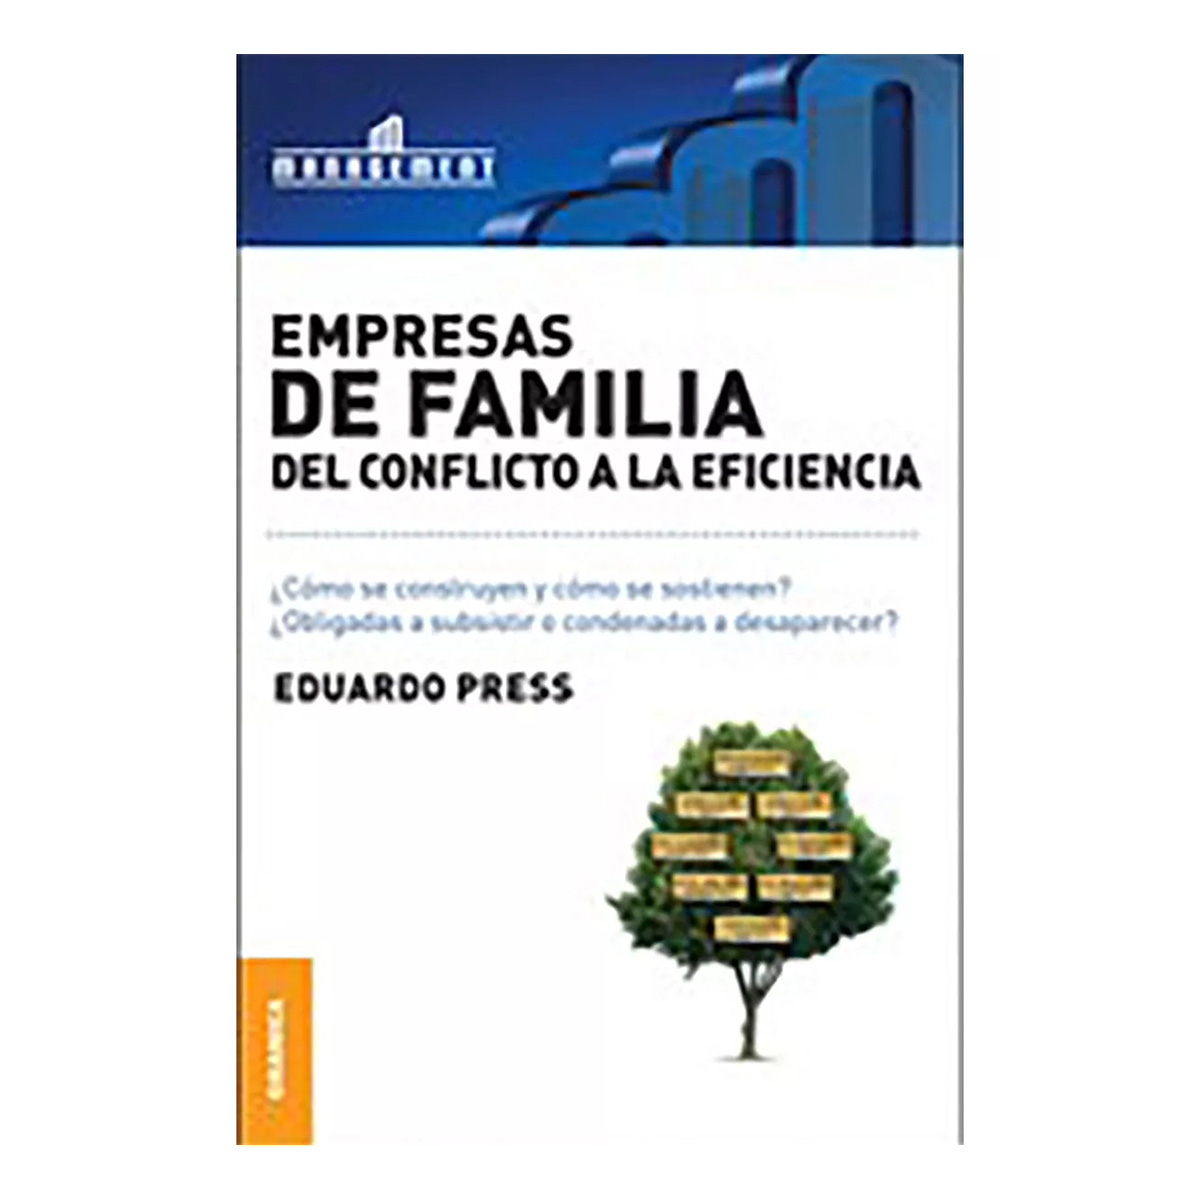 MANAGEMENT
EMPRESAS
DE FAMILIA
DEL CONFLICTO A LA EFICIENCIA
¿Cómo se construyen y cómo se sostienen?
¿Obligadas a subsistir o condenadas a desaparecer?
EDUARDO PRESS
GRANICA